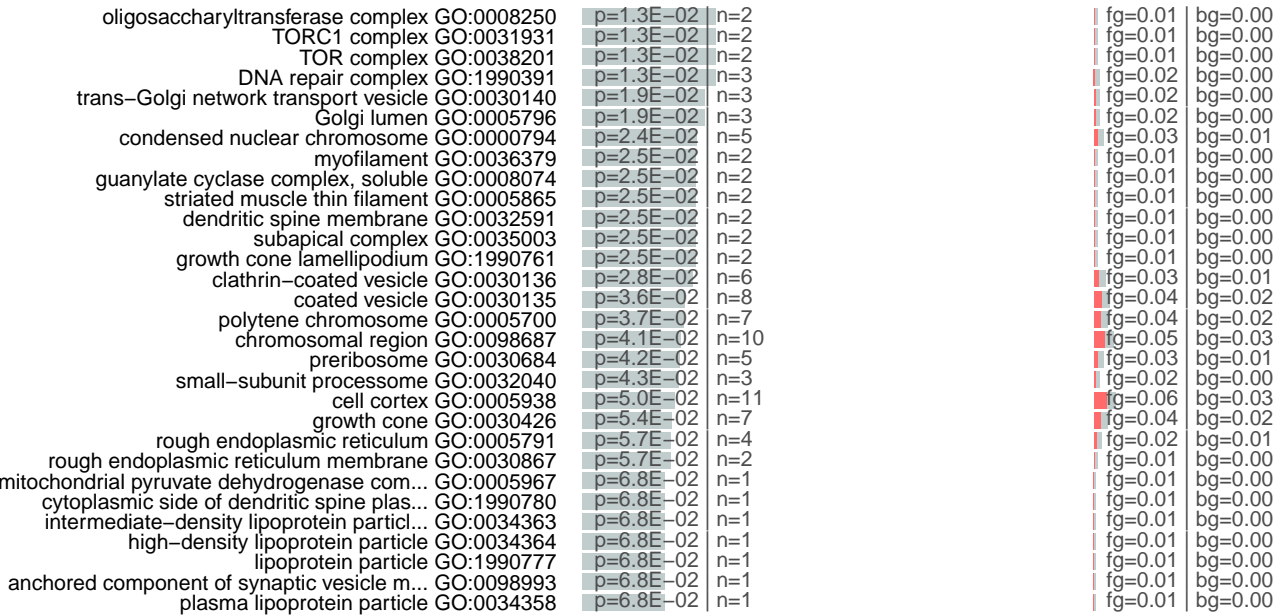 oligosaccharyltransferase complex GO:0008250 p=1.3E−02 n=2 fg=0.01 bg=0.00
TORC1 complex GO:0031931 p=1.3E−02 n=2 fg=0.01 bg=0.00
TOR complex GO:0038201 p=1.3E−02 n=2 fg=0.01 bg=0.00
DNA repair complex GO:1990391 p=1.3E−02 n=3 fg=0.02 bg=0.00
trans−Golgi network transport vesicle GO:0030140 p=1.9E−02 n=3 fg=0.02 bg=0.00
Golgi lumen GO:0005796 p=1.9E−02 n=3 fg=0.02 bg=0.00
condensed nuclear chromosome GO:0000794 p=2.4E−02 n=5 fg=0.03 bg=0.01
myofilament GO:0036379 p=2.5E−02 n=2 fg=0.01 bg=0.00
guanylate cyclase complex, soluble GO:0008074 p=2.5E−02 n=2 fg=0.01 bg=0.00
striated muscle thin filament GO:0005865 p=2.5E−02 n=2 fg=0.01 bg=0.00
dendritic spine membrane GO:0032591 p=2.5E−02 n=2 fg=0.01 bg=0.00
subapical complex GO:0035003 p=2.5E−02 n=2 fg=0.01 bg=0.00
growth cone lamellipodium GO:1990761 p=2.5E−02 n=2 fg=0.01 bg=0.00
clathrin−coated vesicle GO:0030136 p=2.8E−02 n=6 fg=0.03 bg=0.01
coated vesicle GO:0030135 p=3.6E−02 n=8 fg=0.04 bg=0.02
polytene chromosome GO:0005700 p=3.7E−02 n=7 fg=0.04 bg=0.02
chromosomal region GO:0098687 p=4.1E−02 n=10 fg=0.05 bg=0.03
preribosome GO:0030684 p=4.2E−02 n=5 fg=0.03 bg=0.01
small−subunit processome GO:0032040 p=4.3E−02 n=3 fg=0.02 bg=0.00
cell cortex GO:0005938 p=5.0E−02 n=11 fg=0.06 bg=0.03
growth cone GO:0030426 p=5.4E−02 n=7 fg=0.04 bg=0.02
rough endoplasmic reticulum GO:0005791 p=5.7E−02 n=4 fg=0.02 bg=0.01
rough endoplasmic reticulum membrane GO:0030867 p=5.7E−02 n=2 fg=0.01 bg=0.00
mitochondrial pyruvate dehydrogenase com... GO:0005967 p=6.8E−02 n=1 fg=0.01 bg=0.00
cytoplasmic side of dendritic spine plas... GO:1990780 p=6.8E−02 n=1 fg=0.01 bg=0.00
intermediate−density lipoprotein particl... GO:0034363 p=6.8E−02 n=1 fg=0.01 bg=0.00
high−density lipoprotein particle GO:0034364 p=6.8E−02 n=1 fg=0.01 bg=0.00
lipoprotein particle GO:1990777 p=6.8E−02 n=1 fg=0.01 bg=0.00
anchored component of synaptic vesicle m... GO:0098993 p=6.8E−02 n=1 fg=0.01 bg=0.00
plasma lipoprotein particle GO:0034358 p=6.8E−02 n=1 fg=0.01 bg=0.00